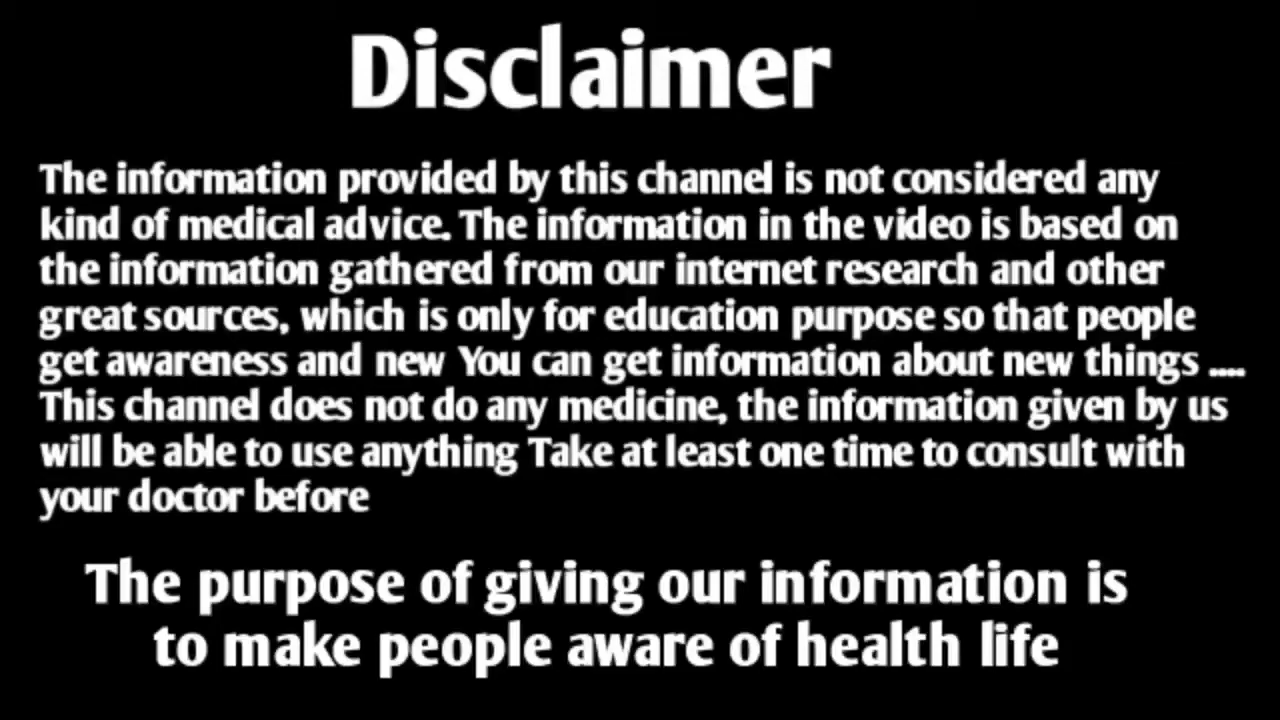 Disclaimer
The information provided by this channel is not considered any
kind of medical advice. The information in the video is based on
the information gathered from our internet research and other
great sources, which is only for education purpose so that people
get awareness and new You can get information about new things ....
This channel does not do any medicine, the information given by us
will be able to use anything Take at least one time to consult with
your doctor before
The purpose of giving our information is
to make people aware of health life